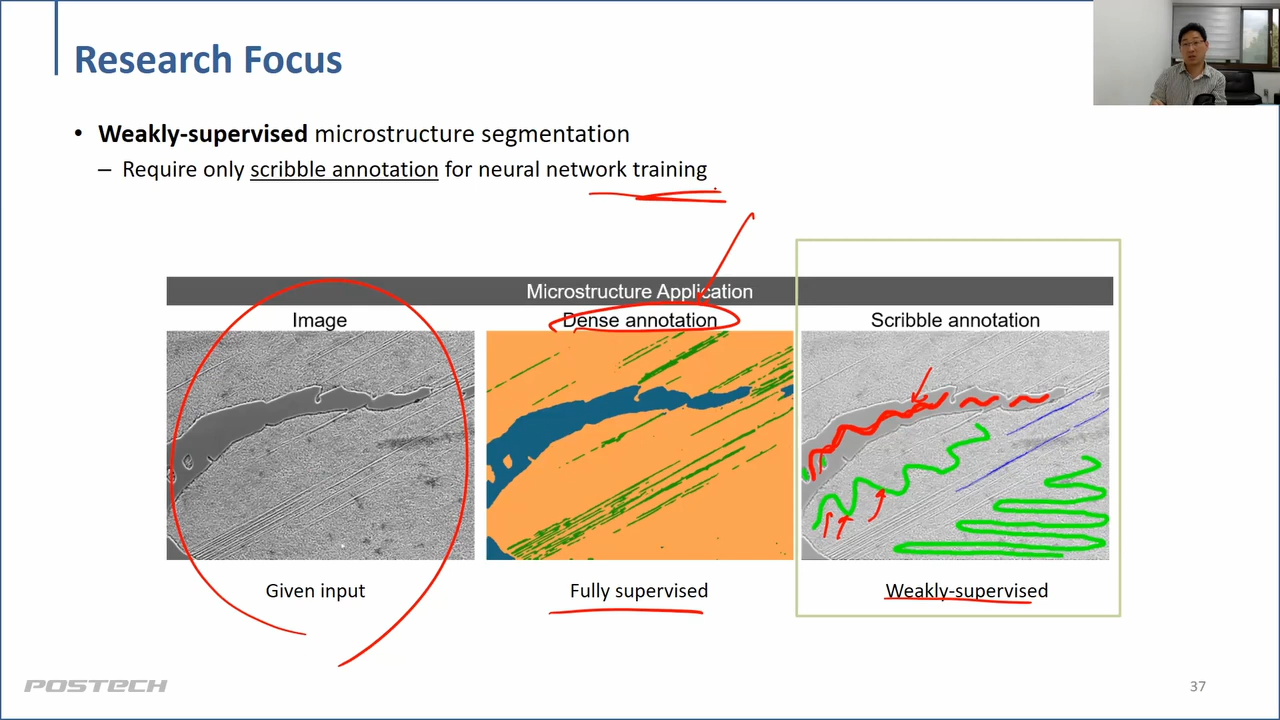 Research Focus
• Weakly-supervised microstructure segmentation
– Require only scribble annotation for neural network training
Microstructure Application
Image
Dense annotation
Scribble annotation
Given input
Fully supervised
Weakly-supervised
POSTECH
37